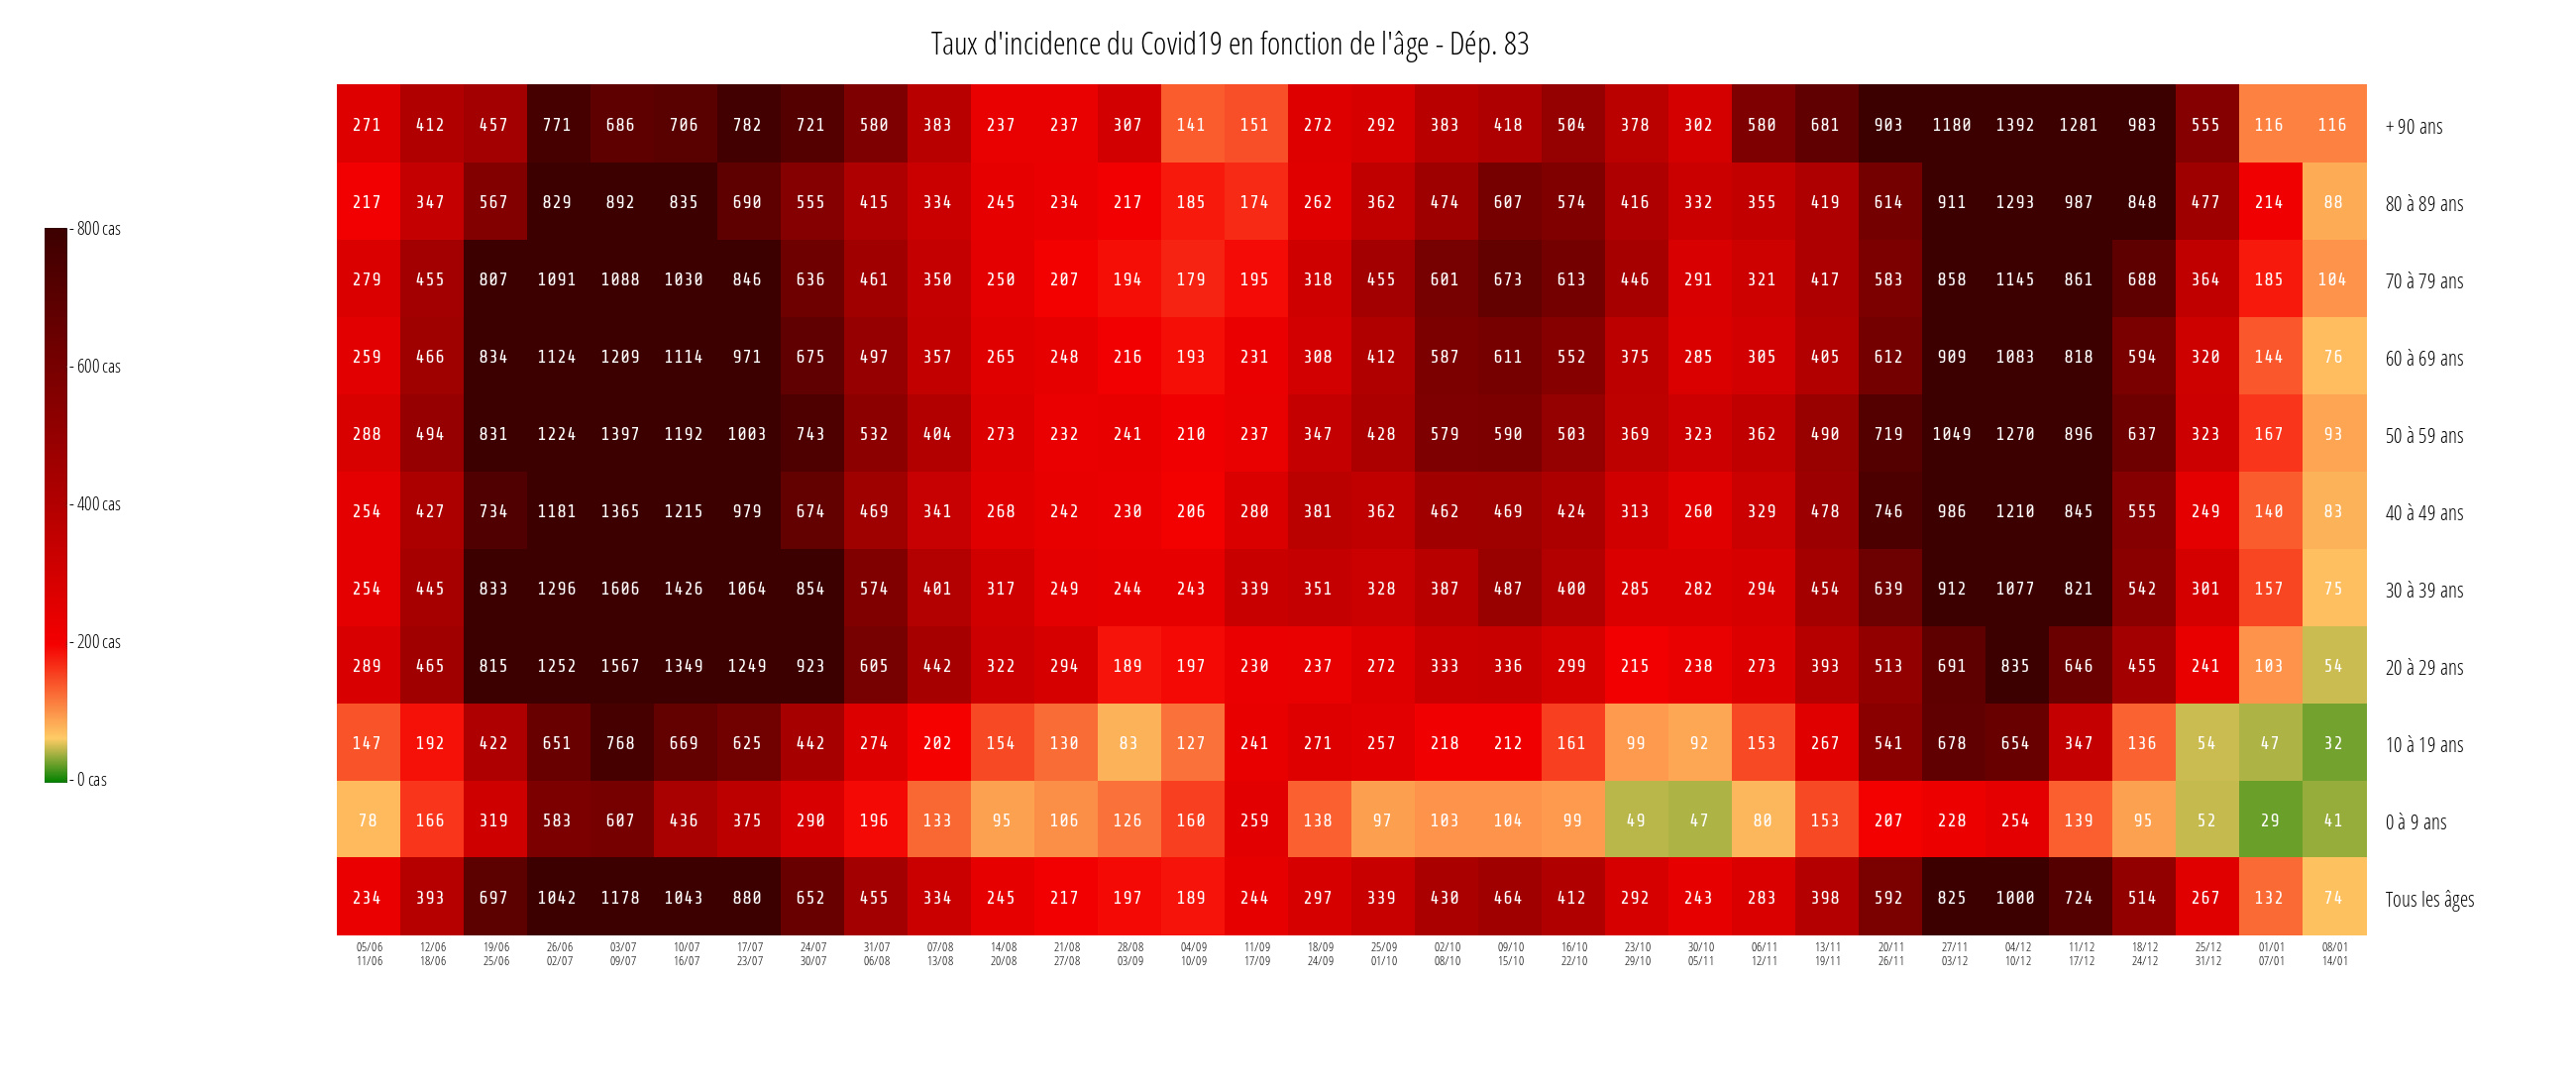 Taux d'incidence du Covid19 en fonction de l'âge - Dép. 83
271 412 457 771 686 706 782 721 580 383 237 237 307 141 151 272 292 383 418 504 378 302 580 681 903 1180 1392 1281 983 555 116 116 + 90 ans
217 347 567 829 892 835 690 555 415 334 245 234 217 185 174 262 362 474 607 574 416 332 355 419 614 911 1293 987 848 477 214 88 80 à 89 ans
- 800 cas
279 455 807 1091 1088 1030 846 636 461 350 250 207 194 179 195 318 455 601 673 613 446 291 321 417 583 858 1145 861 688 364 185 104 70 à 79 ans
259 466 834 1124 1209 1114 971 675 497 357 265 248 216 193 231 308 412 587 611 552 375 285 305 405 612 909 1083 818 594 320 144 76 60 à 69 ans
- 600 cas
288 494 831 1224 1397 1192 1003 743 532 404 273 232 241 210 237 347 428 579 590 503 369 323 362 490 719 1049 1270 896 637 323 167 93 50 à 59 ans
- 400 cas
254 427 734 1181 1365 1215 979 674 469 341 268 242 230 206 280 381 362 462 469 424 313 260 329 478 746 986 1210 845 555 249 140 83 40 à 49 ans
254 445 833 1296 1606 1426 1064 854 574 401 317 249 244 243 339 351 328 387 487 400 285 282 294 454 639 912 1077 821 542 301 157 75 30 à 39 ans
- 200 cas
289 465 815 1252 1567 1349 1249 923 605 442 322 294 189 197 230 237 272 333 336 299 215 238 273 393 513 691 835 646 455 241 103 54 20 à 29 ans
147 192 422 651 768 669 625 442 274 202 154 130 83 127 241 271 257 218 212 161 99 92 153 267 541 678 654 347 136 54 47 32 10 à 19 ans
- 0 cas
78 166 319 583 607 436 375 290 196 133 95 106 126 160 259 138 97 103 104 99 49 47 80 153 207 228 254 139 95 52 29 41 0 à 9 ans
234 393 697 1042 1178 1043 880 652 455 334 245 217 197 189 244 297 339 430 464 412 292 243 283 398 592 825 1000 724 514 267 132 74 Tous les âges
05/06 12/06 19/06 26/06 03/07 10/07 17/07 24/07 31/07 07/08 14/08 21/08 28/08 04/09 11/09 18/09 25/09 02/10 09/10 16/10 23/10 30/10 06/11 13/11 20/11 27/11 04/12 11/12 18/12 25/12 01/01 08/01
11/06 18/06 25/06 02/07 09/07 16/07 23/07 30/07 06/08 13/08 20/08 27/08 03/09 10/09 17/09 24/09 01/10 08/10 15/10 22/10 29/10 05/11 12/11 19/11 26/11 03/12 10/12 17/12 24/12 31/12 07/01 14/01